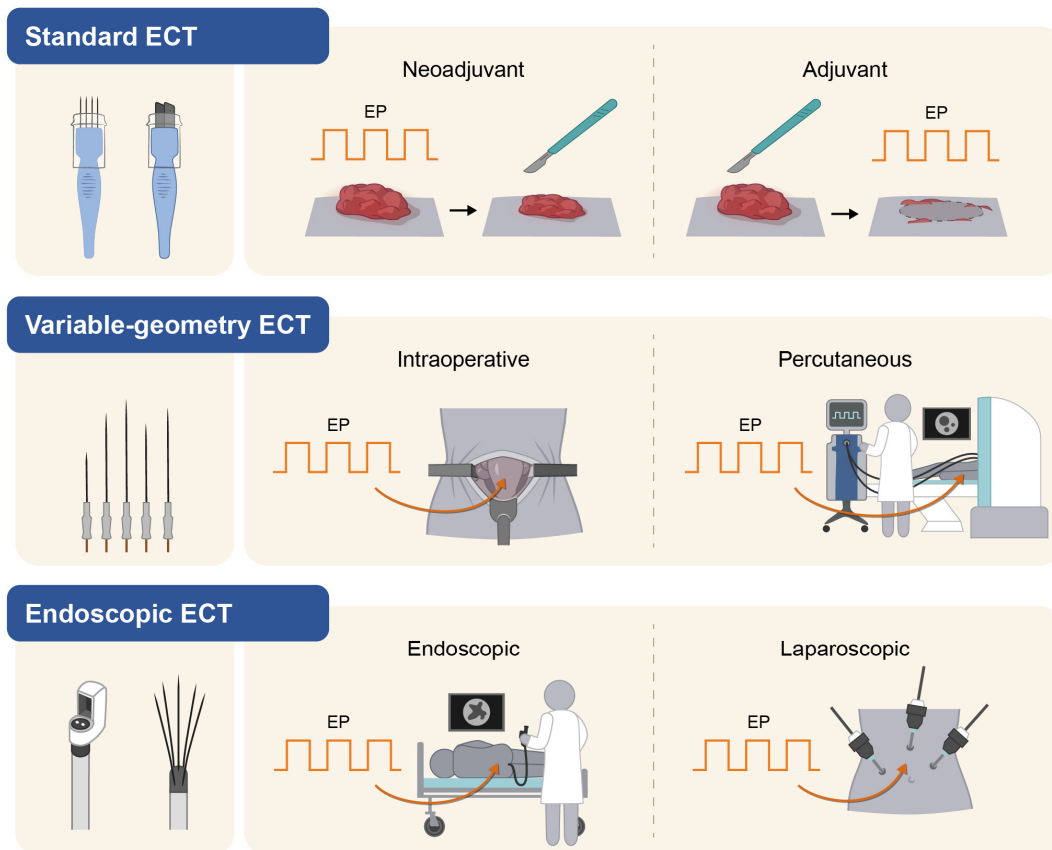 Standard ECT
Neoadjuvant
Adjuvant
EP
EP
Variable-geometry ECT
Intraoperative
Percutaneous
EP
EP
Endoscopic ECT
Endoscopic
Laparoscopic
EP
EP